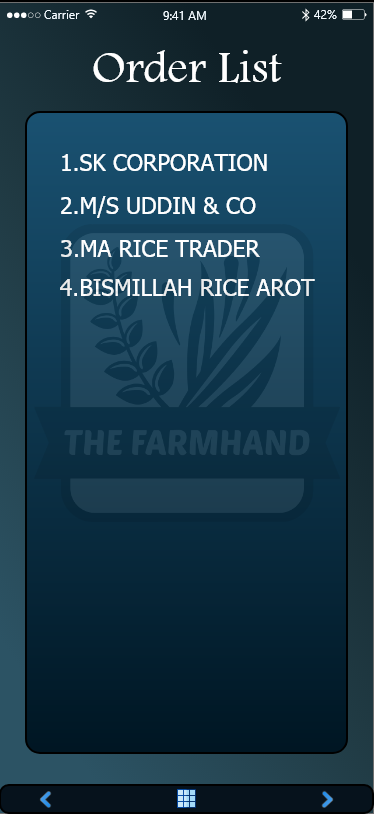 Carrier 9:41 AM 42%
Order List
1.SK CORPORATION
2.M/S UDDIN & CO
3.MA RICE TRADER
4.BISMILLAH RICE AROT
THE FARMHAND